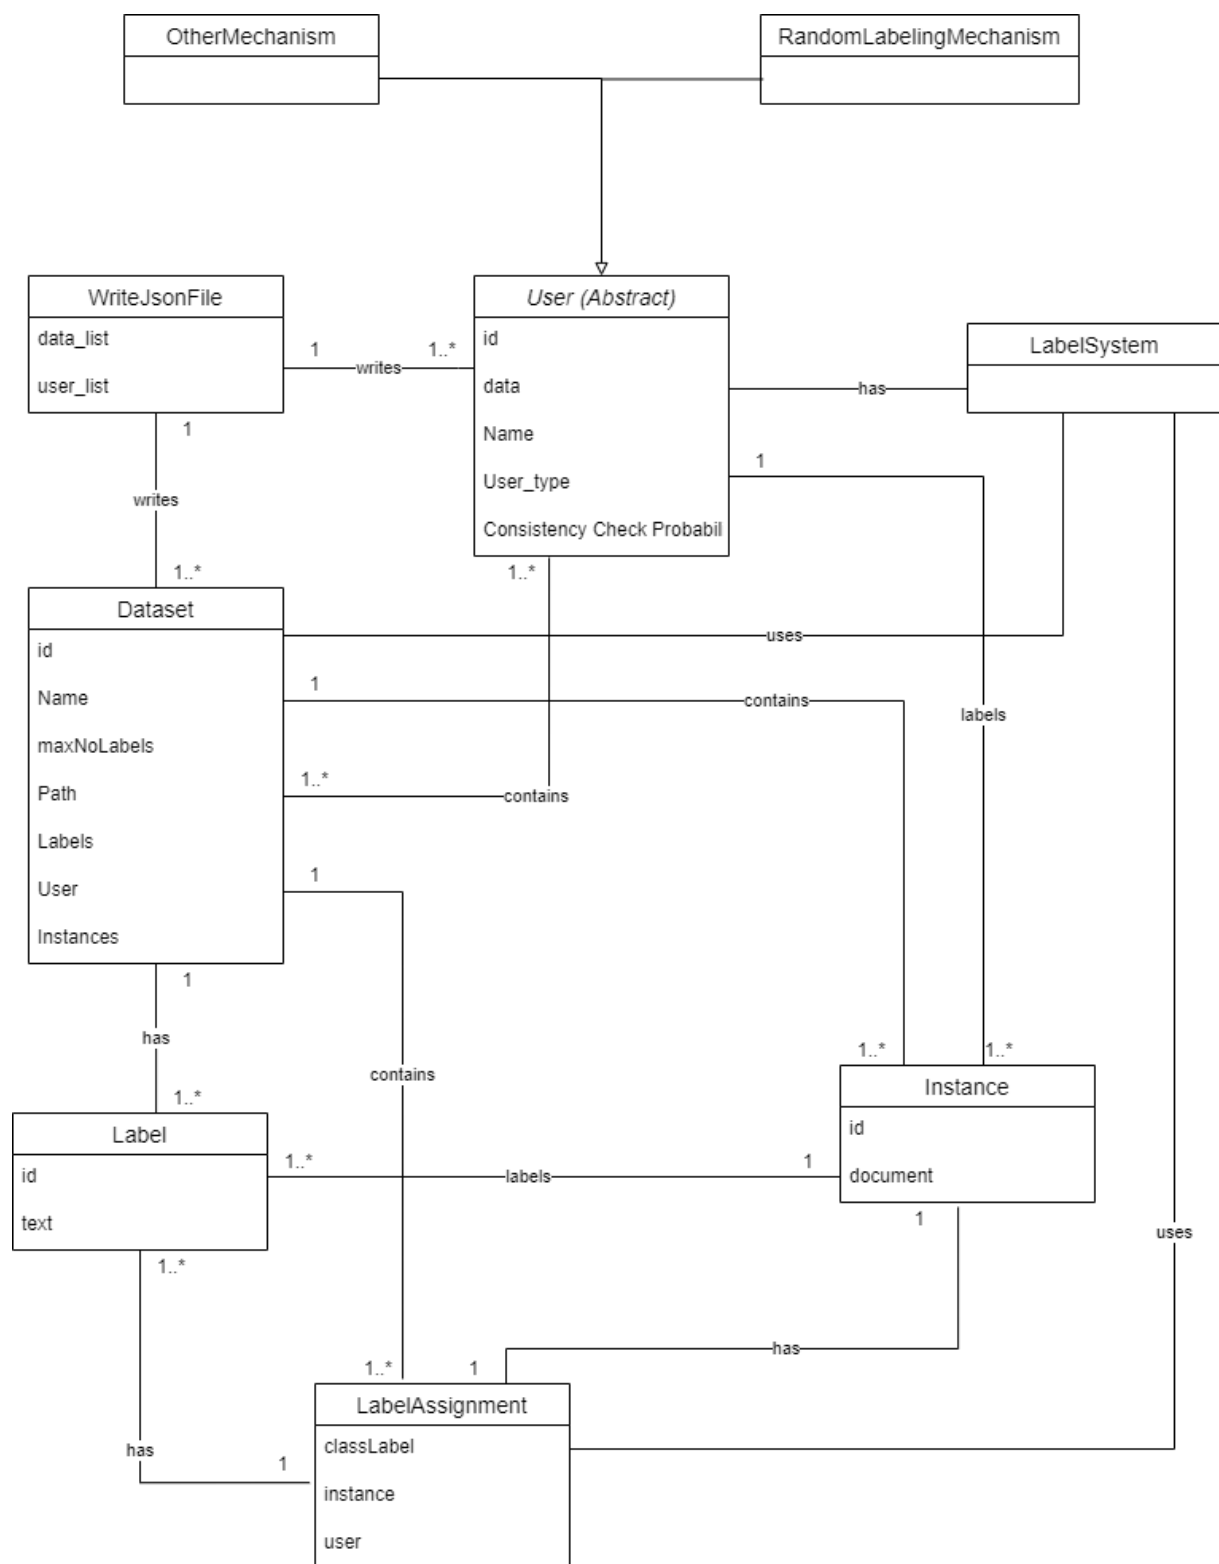 OtherMechanism
RandomLabelingMechanism
WriteJsonFile
data_list
user_list
1
1..*
writes
User (Abstract)
id
data
Name
User_type
Consistency Check Probabil
LabelSystem
has
1
1
writes
1..*
1..*
Dataset
id
Name
maxNoLabels
Path
Labels
User
Instances
uses
1
contains
labels
1..*
contains
1
1
has
contains
1..*
1..*
1..*
Instance
id
document
Label
id
text
1..*
labels
1
1
1..*
uses
has
1..*
1
LabelAssignment
classLabel
instance
user
has
1